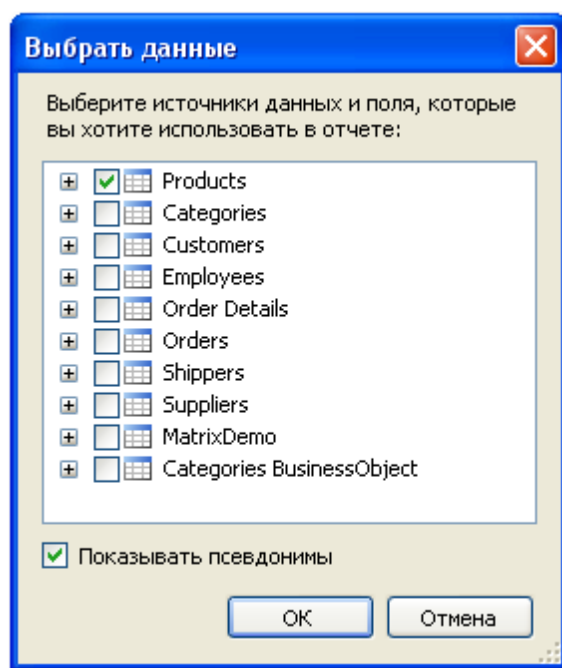 Выбрать данные
Выберите источники данных и поля, которые
вы хотите использовать в отчете:
Products
Categories
Customers
Employees
Order Details
Orders
Shippers
Suppliers
MatrixDemo
Categories BusinessObject
Показывать псевдонимы
ОК
Отмена